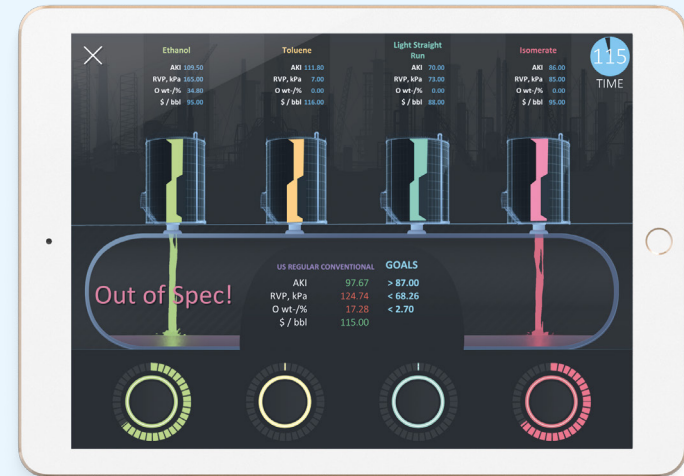 Ethanol
AKI 109.50
RVP, kPa 165.00
O wt-/% 34.80
$ / bbl 95.00
Toluene
AKI 111.80
RVP, kPa 7.00
O wt-/% 0.00
$ / bbl 116.00
Light Straight
Run
AKI 70.00
RVP, kPa 73.00
O wt-/% 0.00
$ / bbl 88.00
Isomerate
AKI 86.00
RVP, kPa 85.00
O wt-/% 0.00
$ / bbl 95.00
115
TIME
Out of Spec!
US REGULAR CONVENTIONAL GOALS
AKI 97.67 > 87.00
RVP, kPa 124.74 < 68.26
O wt-/% 17.28 < 2.70
$ / bbl 115.00